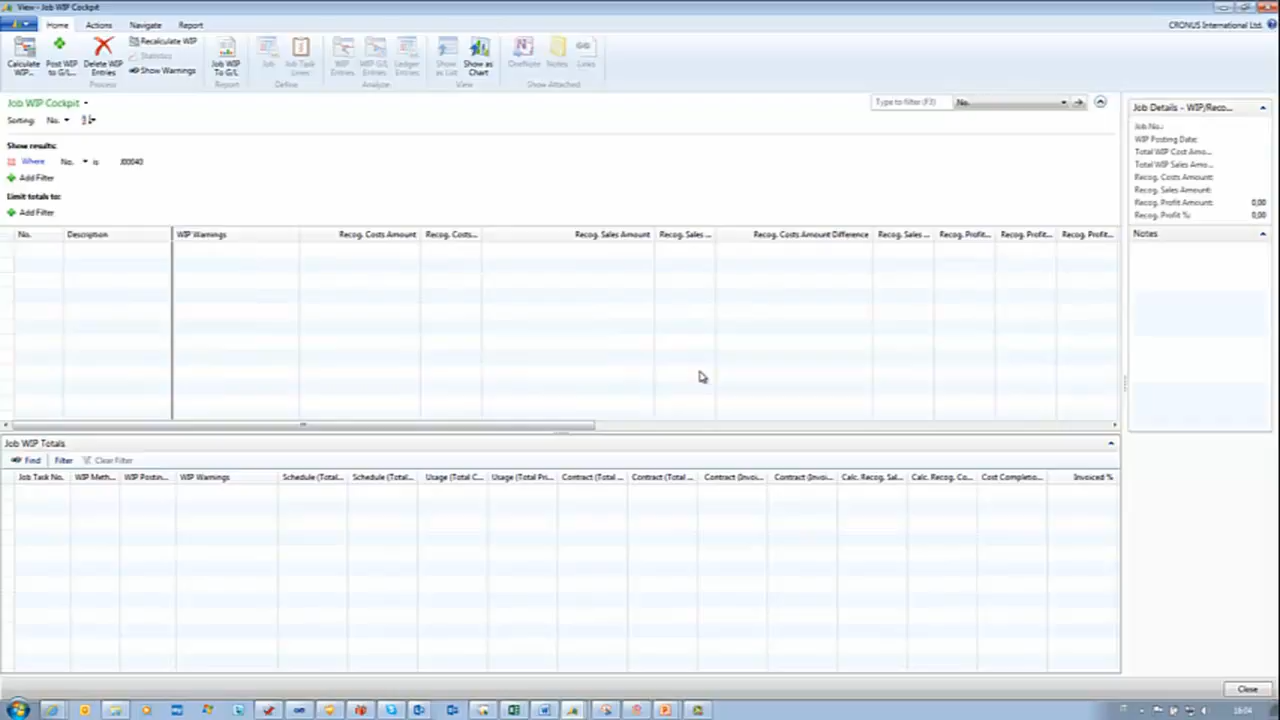 View - Job WIP Cockpit
Home Actions Navigate Report
CRONUS International Ltd.
Calculate WIP... Post WIP to G/L... Delete WIP Entries Recalculate WIP Statistics Show Warnings
Job WIP To G/L Job Job Task Lines WIP Entries WIP G/L Entries Ledger Entries Show as List Show as Chart OneNote Notes Links
Process Report Define Analyze View Show Attached
Job WIP Cockpit
Type to filter (F3) No.
Sorting: No.
Show results:
Where No. is J00040
Add Filter
Limit totals to:
Add Filter
No. Description WIP Warnings Recog. Costs Amount Recog. Costs... Recog. Sales Amount Recog. Sales ... Recog. Costs Amount Difference Recog. Sales ... Recog. Profit... Recog. Profit... Recog. Profit...
Job Details - WIP/Reco...
Job No.:
WIP Posting Date:
Total WIP Cost Amo...
Total WIP Sales Amo...
Recog. Costs Amount:
Recog. Sales Amount:
Recog. Profit Amount: 0,00
Recog. Profit %: 0,00
Notes
Job WIP Totals
Find Filter Clear Filter
Job Task No. WIP Meth... WIP Postin... WIP Warnings Schedule (Total... Schedule (Total... Usage (Total C... Usage (Total Pri... Contract (Total ... Contract (Total ... Contract (Invoi... Contract (Invoi... Calc. Recog. Sal... Calc. Recog. Co... Cost Completio... Invoiced %
Close
IT
16:04